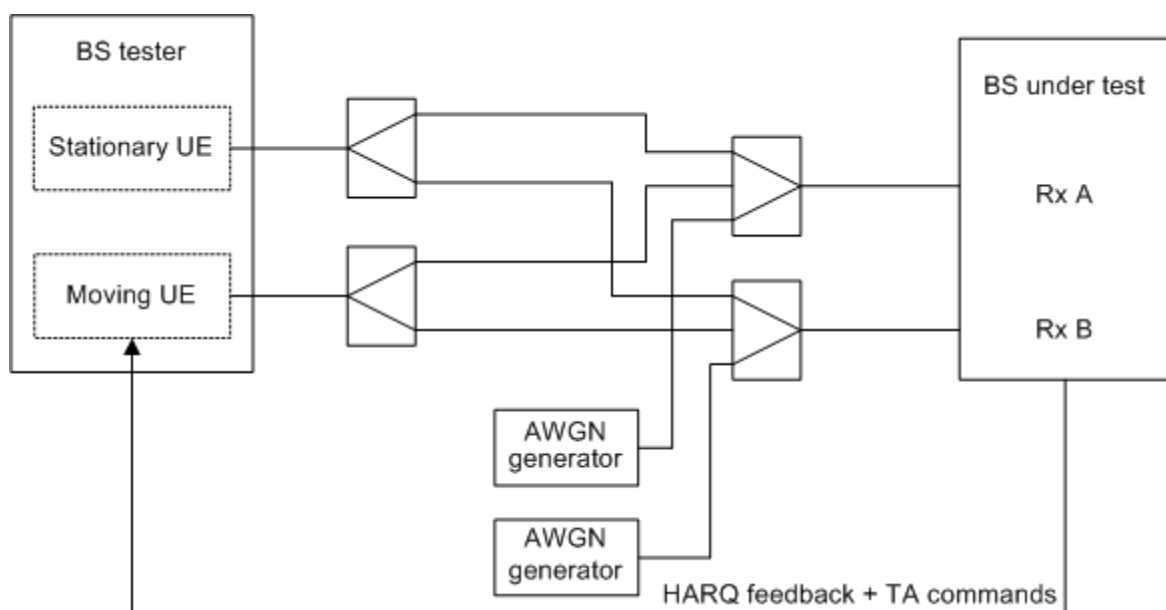 BS tester
Stationary UE
Moving UE
BS under test
Rx A
Rx B
AWGN
generator
AWGN
generator
HARQ feedback + TA commands